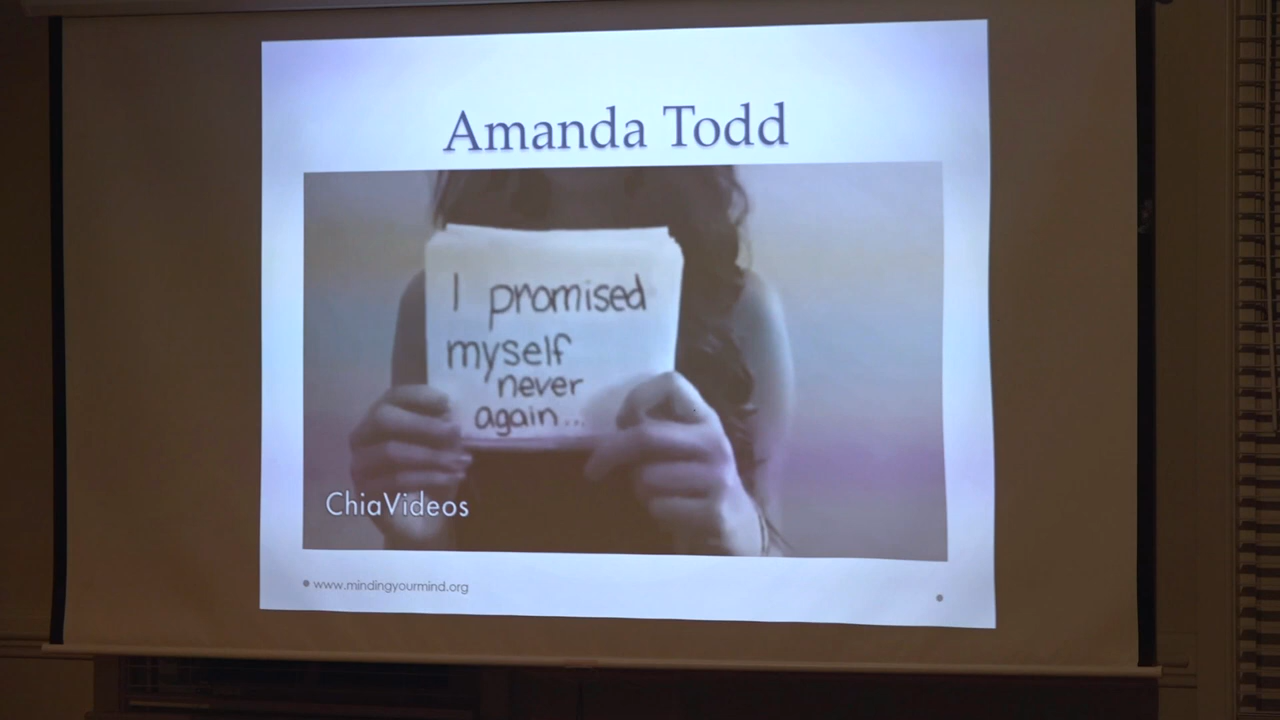 Amanda Todd
I promised
myself
never
again...
ChiaVideos
www.mindingyourmind.org